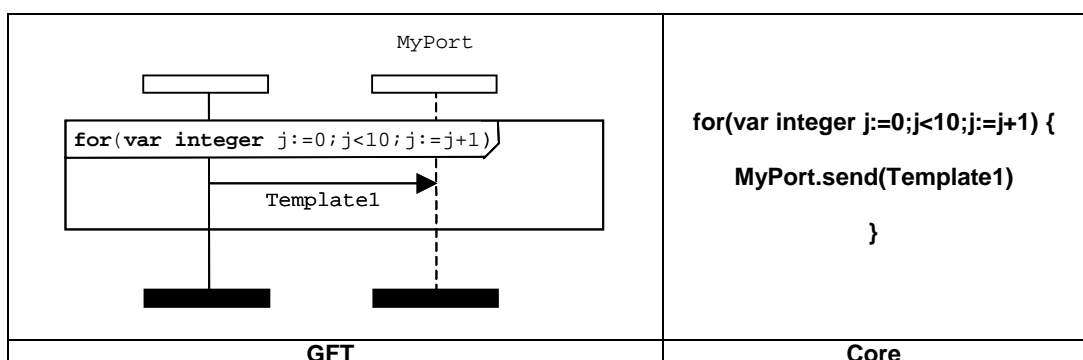 MyPort
for(var integer j:=0;j<10;j:=j+1)
Template1
for(var integer j:=0;j<10;j:=j+1) {
MyPort.send(Template1)
}
GFT
Core